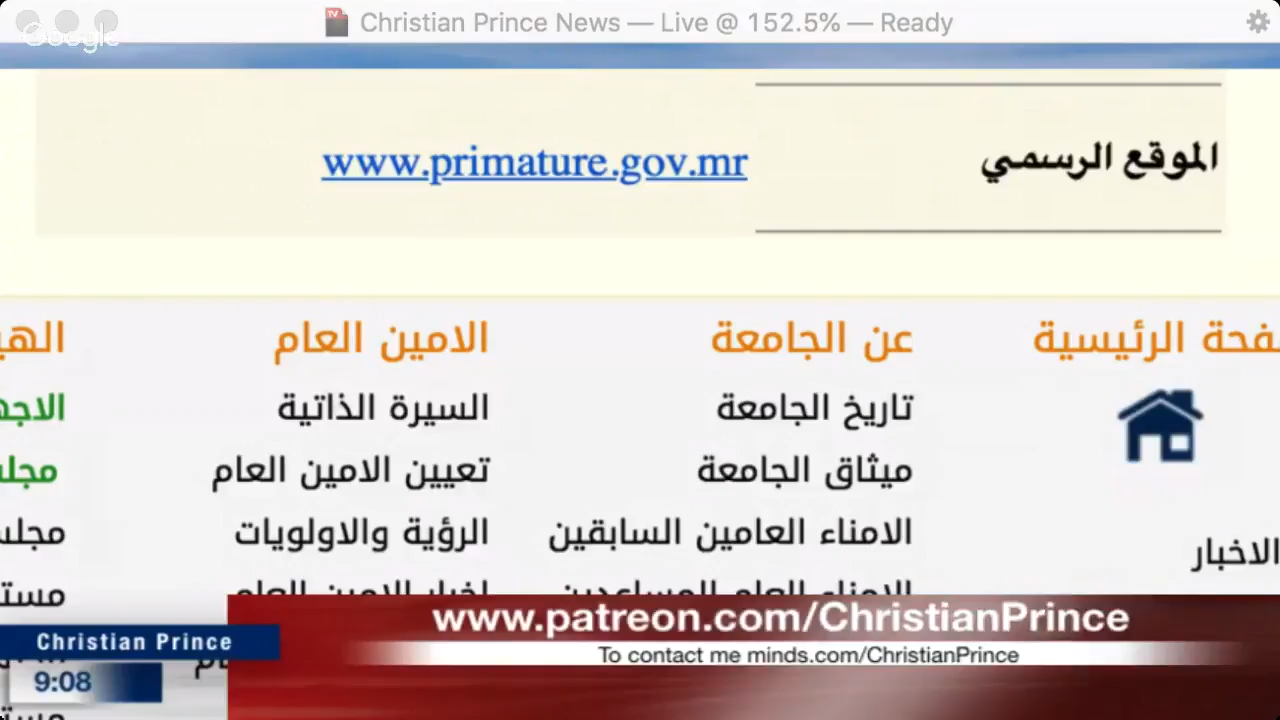 Christian Prince News — Live @ 152.5% — Ready
Google
الموقع الرسمي
www.primature.gov.mr
الرئيسية
عن الجامعة
الامين العام
تاريخ الجامعة
السيرة الذاتية
ميثاق الجامعة
تعيين الامين العام
الامناء العامين السابقين
الرؤية والاولويات
الاخبار
www.patreon.com/ChristianPrince
To contact me minds.com/ChristianPrince
Christian Prince
9:08